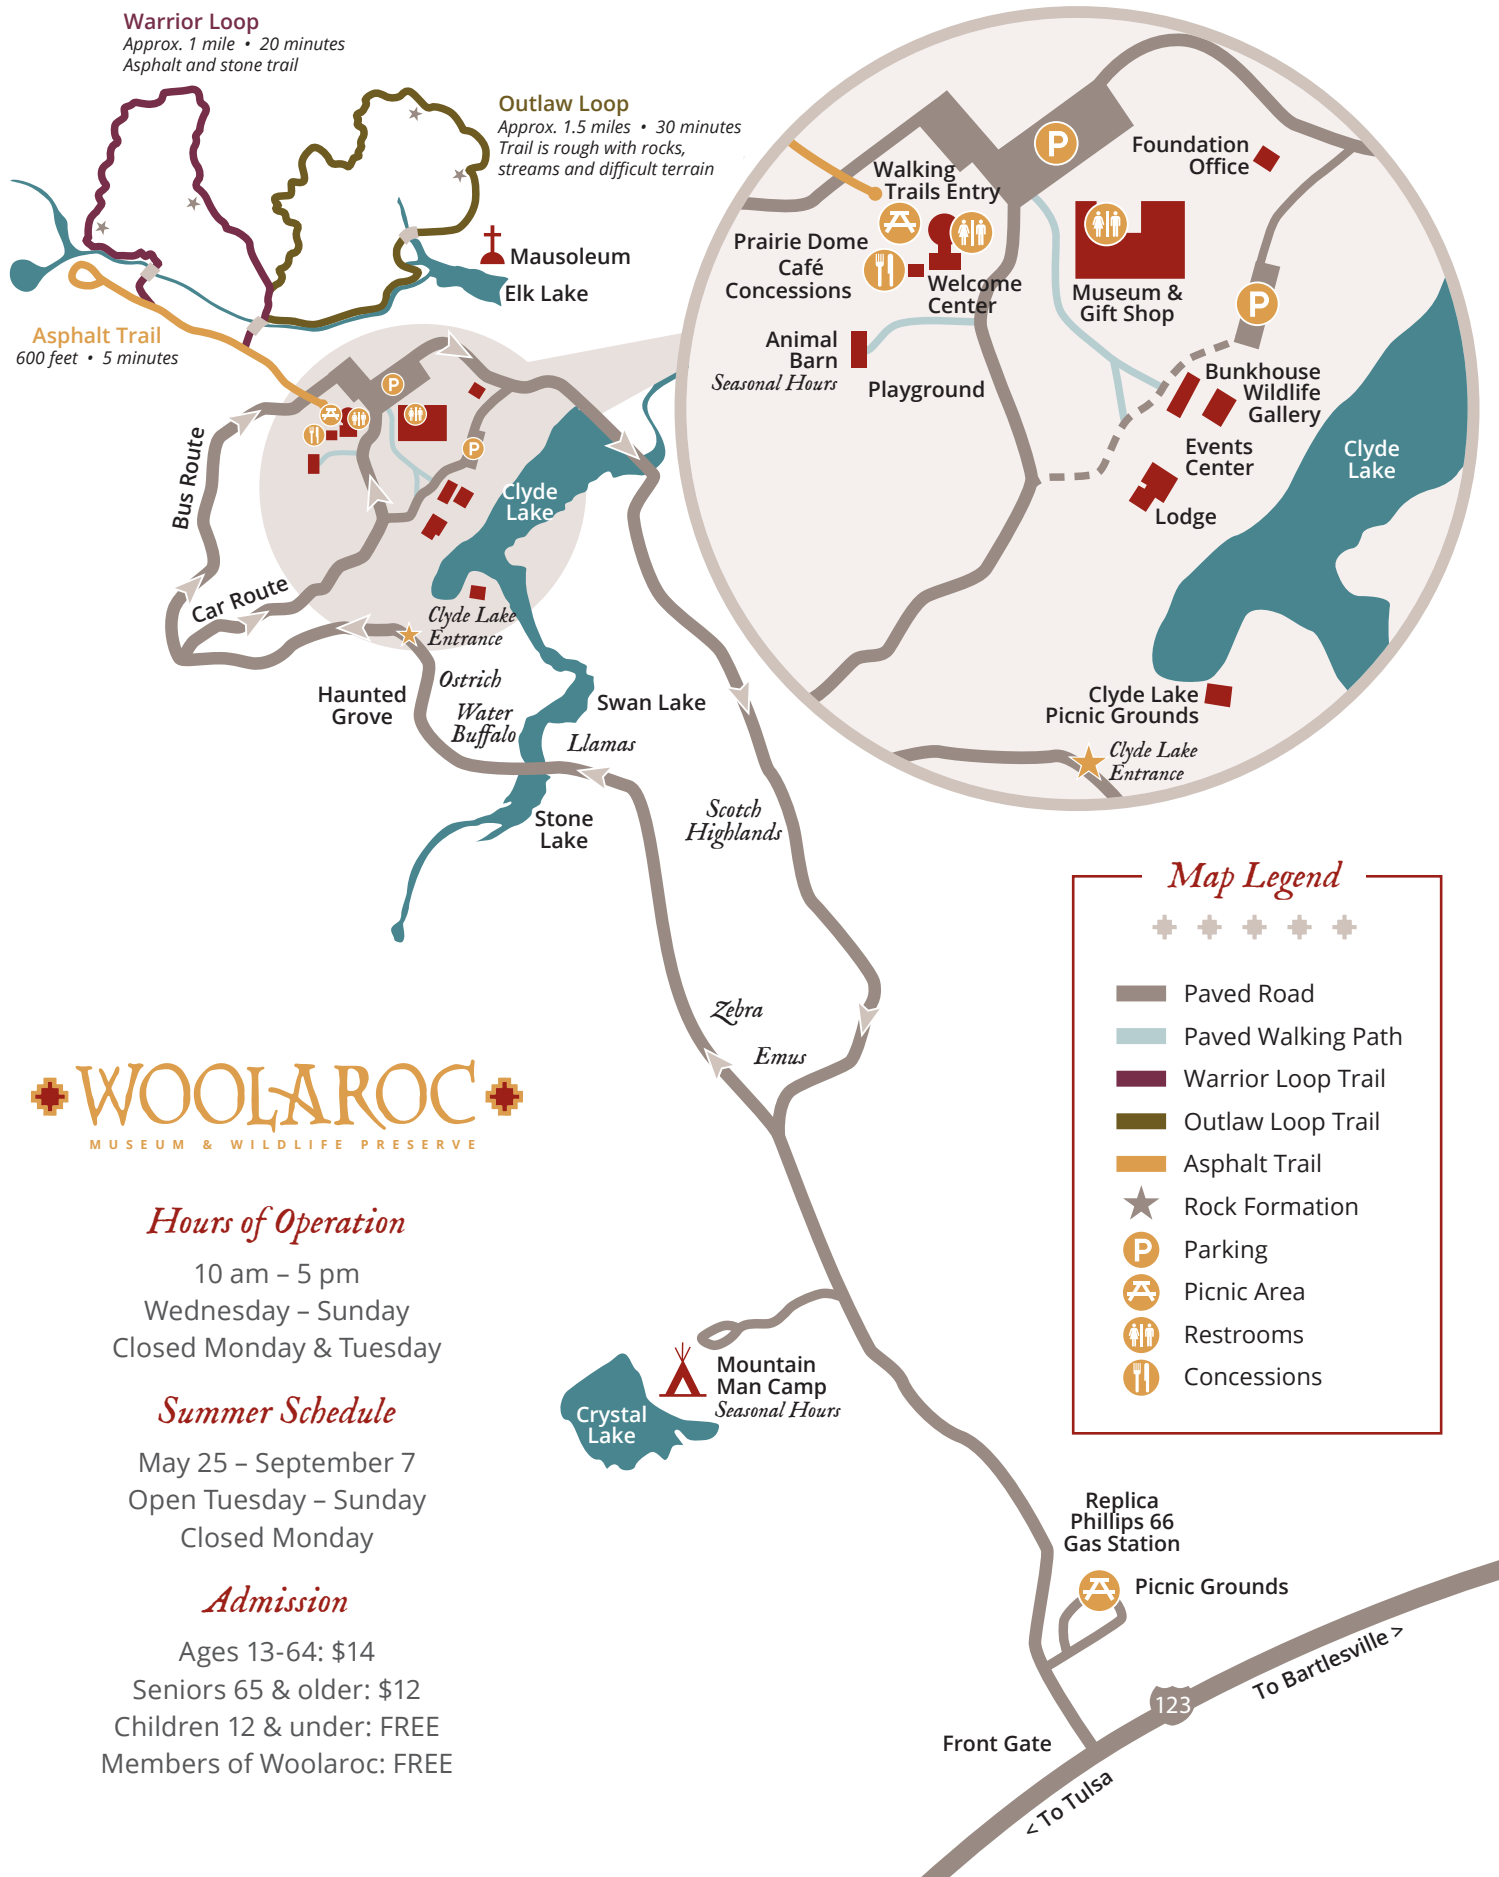 Warrior Loop
Approx. 1 mile • 20 minutes
Asphalt and stone trail
Outlaw Loop
Approx. 1.5 miles • 30 minutes
Trail is rough with rocks,
streams and difficult terrain
Mausoleum
Elk Lake
Asphalt Trail
600 feet • 5 minutes
Bus Route
Car Route
P
P
Clyde
Lake
Clyde Lake
Entrance
Ostrich
Haunted
Grove
Water
Buffalo
Swan Lake
Llamas
Stone
Lake
Scotch
Highlands
Zebra
Emus
P
Foundation
Office
Walking
Trails Entry
Prairie Dome
Café
Concessions
Welcome
Center
Museum &
Gift Shop
P
Animal
Barn
Seasonal Hours
Playground
Bunkhouse
Wildlife
Gallery
Events
Center
Lodge
Clyde
Lake
Clyde Lake
Picnic Grounds
Clyde Lake
Entrance
Map Legend
Paved Road
Paved Walking Path
Warrior Loop Trail
Outlaw Loop Trail
Asphalt Trail
Rock Formation
P Parking
Picnic Area
Restrooms
Concessions
WOOLAROC
MUSEUM & WILDLIFE PRESERVE
Hours of Operation
10 am – 5 pm
Wednesday – Sunday
Closed Monday & Tuesday
Summer Schedule
May 25 – September 7
Open Tuesday – Sunday
Closed Monday
Admission
Ages 13-64: $14
Seniors 65 & older: $12
Children 12 & under: FREE
Members of Woolaroc: FREE
Mountain
Man Camp
Seasonal Hours
Crystal
Lake
Replica
Phillips 66
Gas Station
Picnic Grounds
To Bartlesville >
123
Front Gate
< To Tulsa